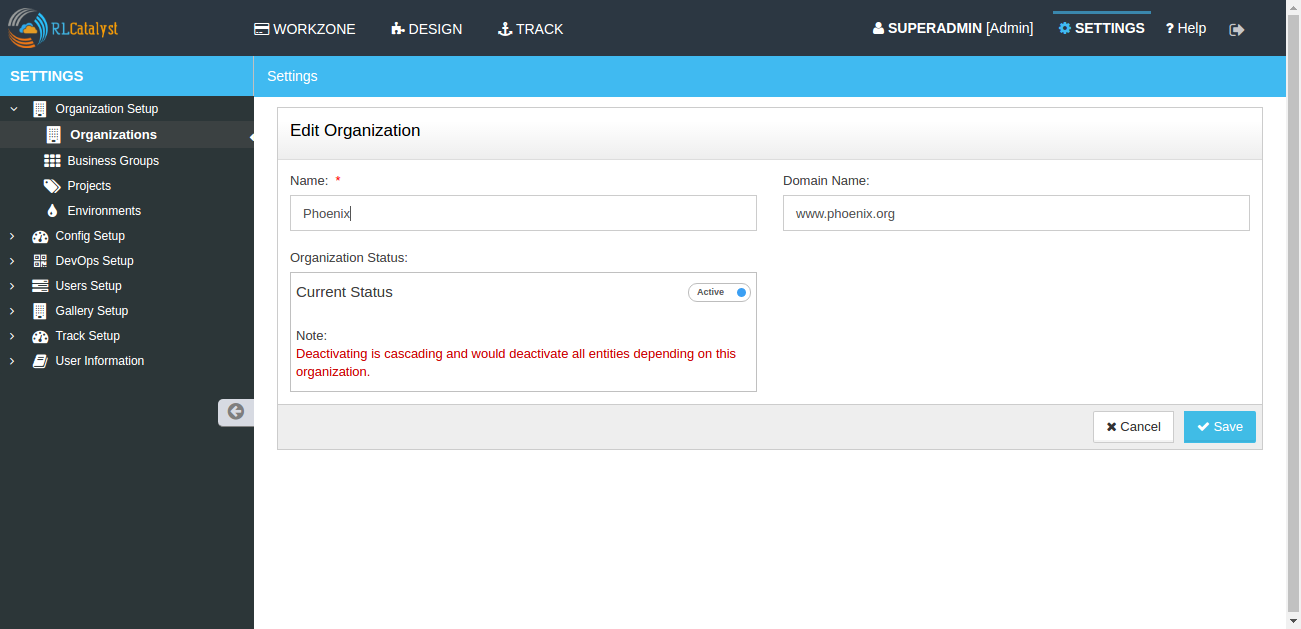 RLCatalyst
WORKZONE DESIGN TRACK
SUPERADMIN [Admin] SETTINGS ? Help
SETTINGS
Settings
Organization Setup
Organizations
Business Groups
Projects
Environments
Config Setup
DevOps Setup
Users Setup
Gallery Setup
Track Setup
User Information
Edit Organization
Name: *
Domain Name:
Phoenix
www.phoenix.org
Organization Status:
Current Status
Active
Note:
Deactivating is cascading and would deactivate all entities depending on this
organization.
Cancel
Save